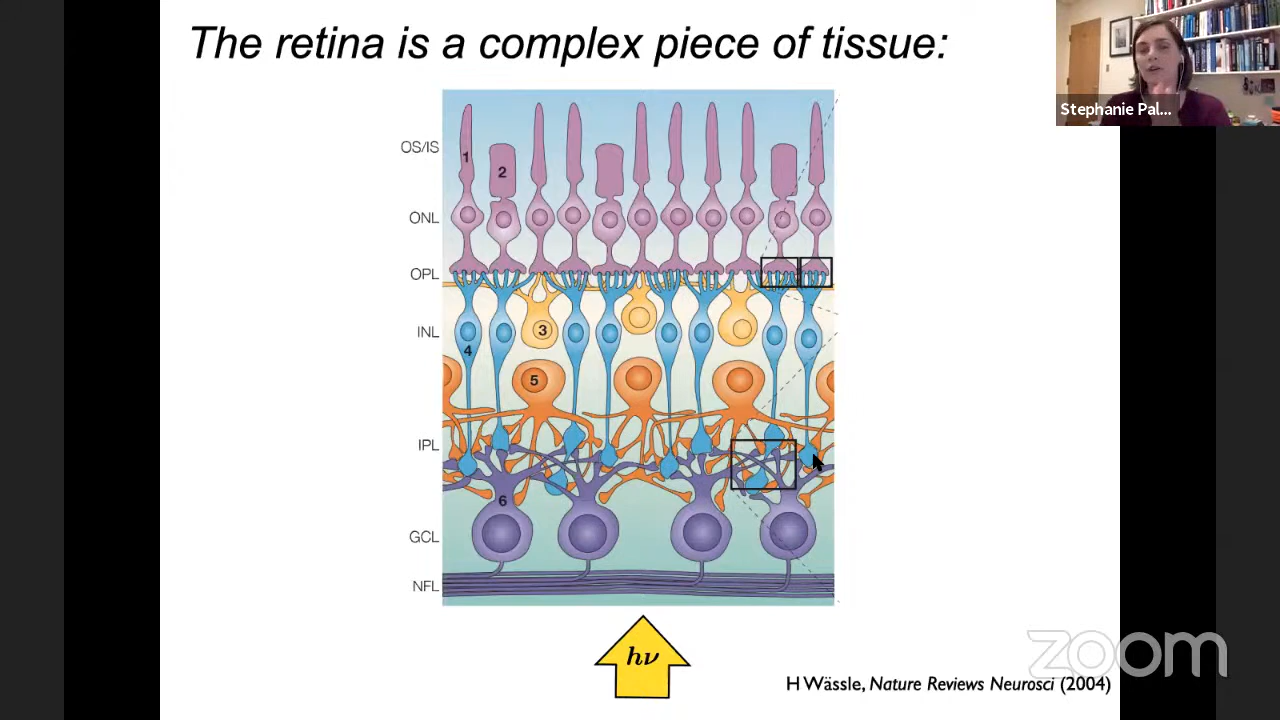 The retina is a complex piece of tissue:
Stephanie Pal...
OS/IS
1
2
ONL
OPL
INL
3
4
5
IPL
6
GCL
NFL
hν
H Wässle, Nature Reviews Neurosci (2004)
zoom